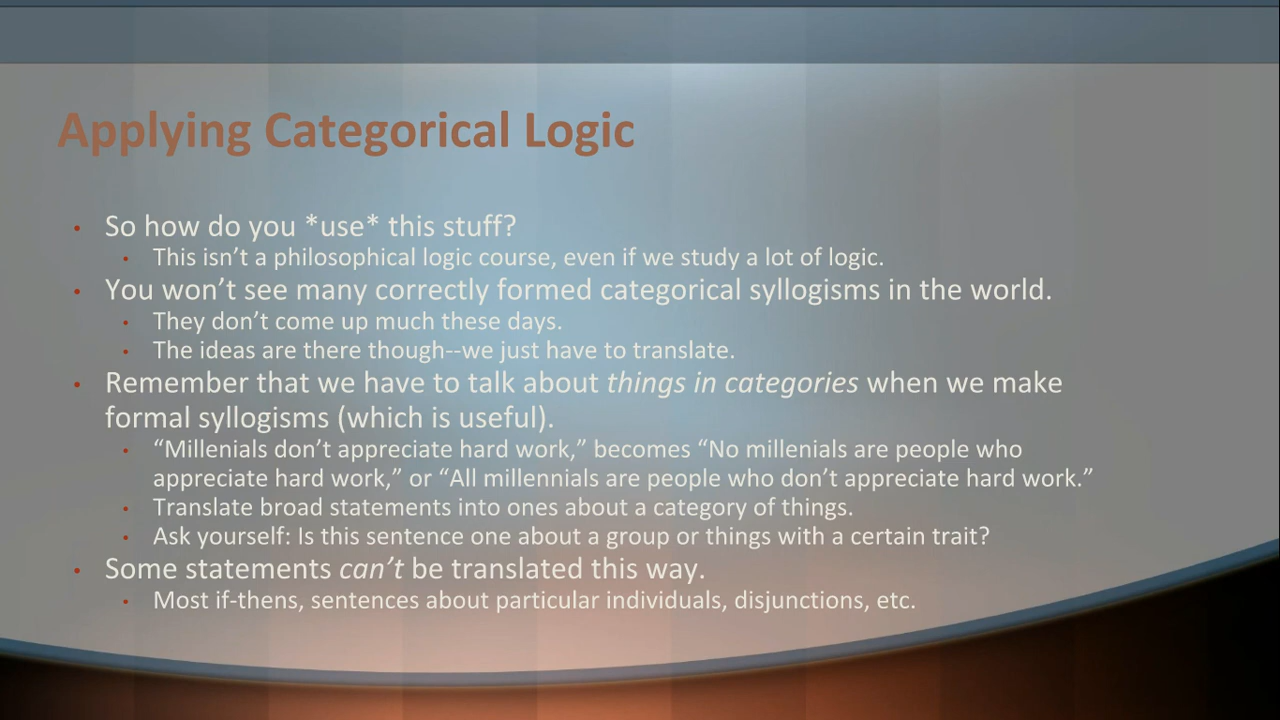 Applying Categorical Logic
• So how do you *use* this stuff?
• This isn’t a philosophical logic course, even if we study a lot of logic.
• You won’t see many correctly formed categorical syllogisms in the world.
• They don’t come up much these days.
• The ideas are there though--we just have to translate.
• Remember that we have to talk about things in categories when we make
formal syllogisms (which is useful).
• “Millenials don’t appreciate hard work,” becomes “No millenials are people who
appreciate hard work,” or “All millennials are people who don’t appreciate hard work.”
• Translate broad statements into ones about a category of things.
• Ask yourself: Is this sentence one about a group or things with a certain trait?
• Some statements can’t be translated this way.
• Most if-thens, sentences about particular individuals, disjunctions, etc.